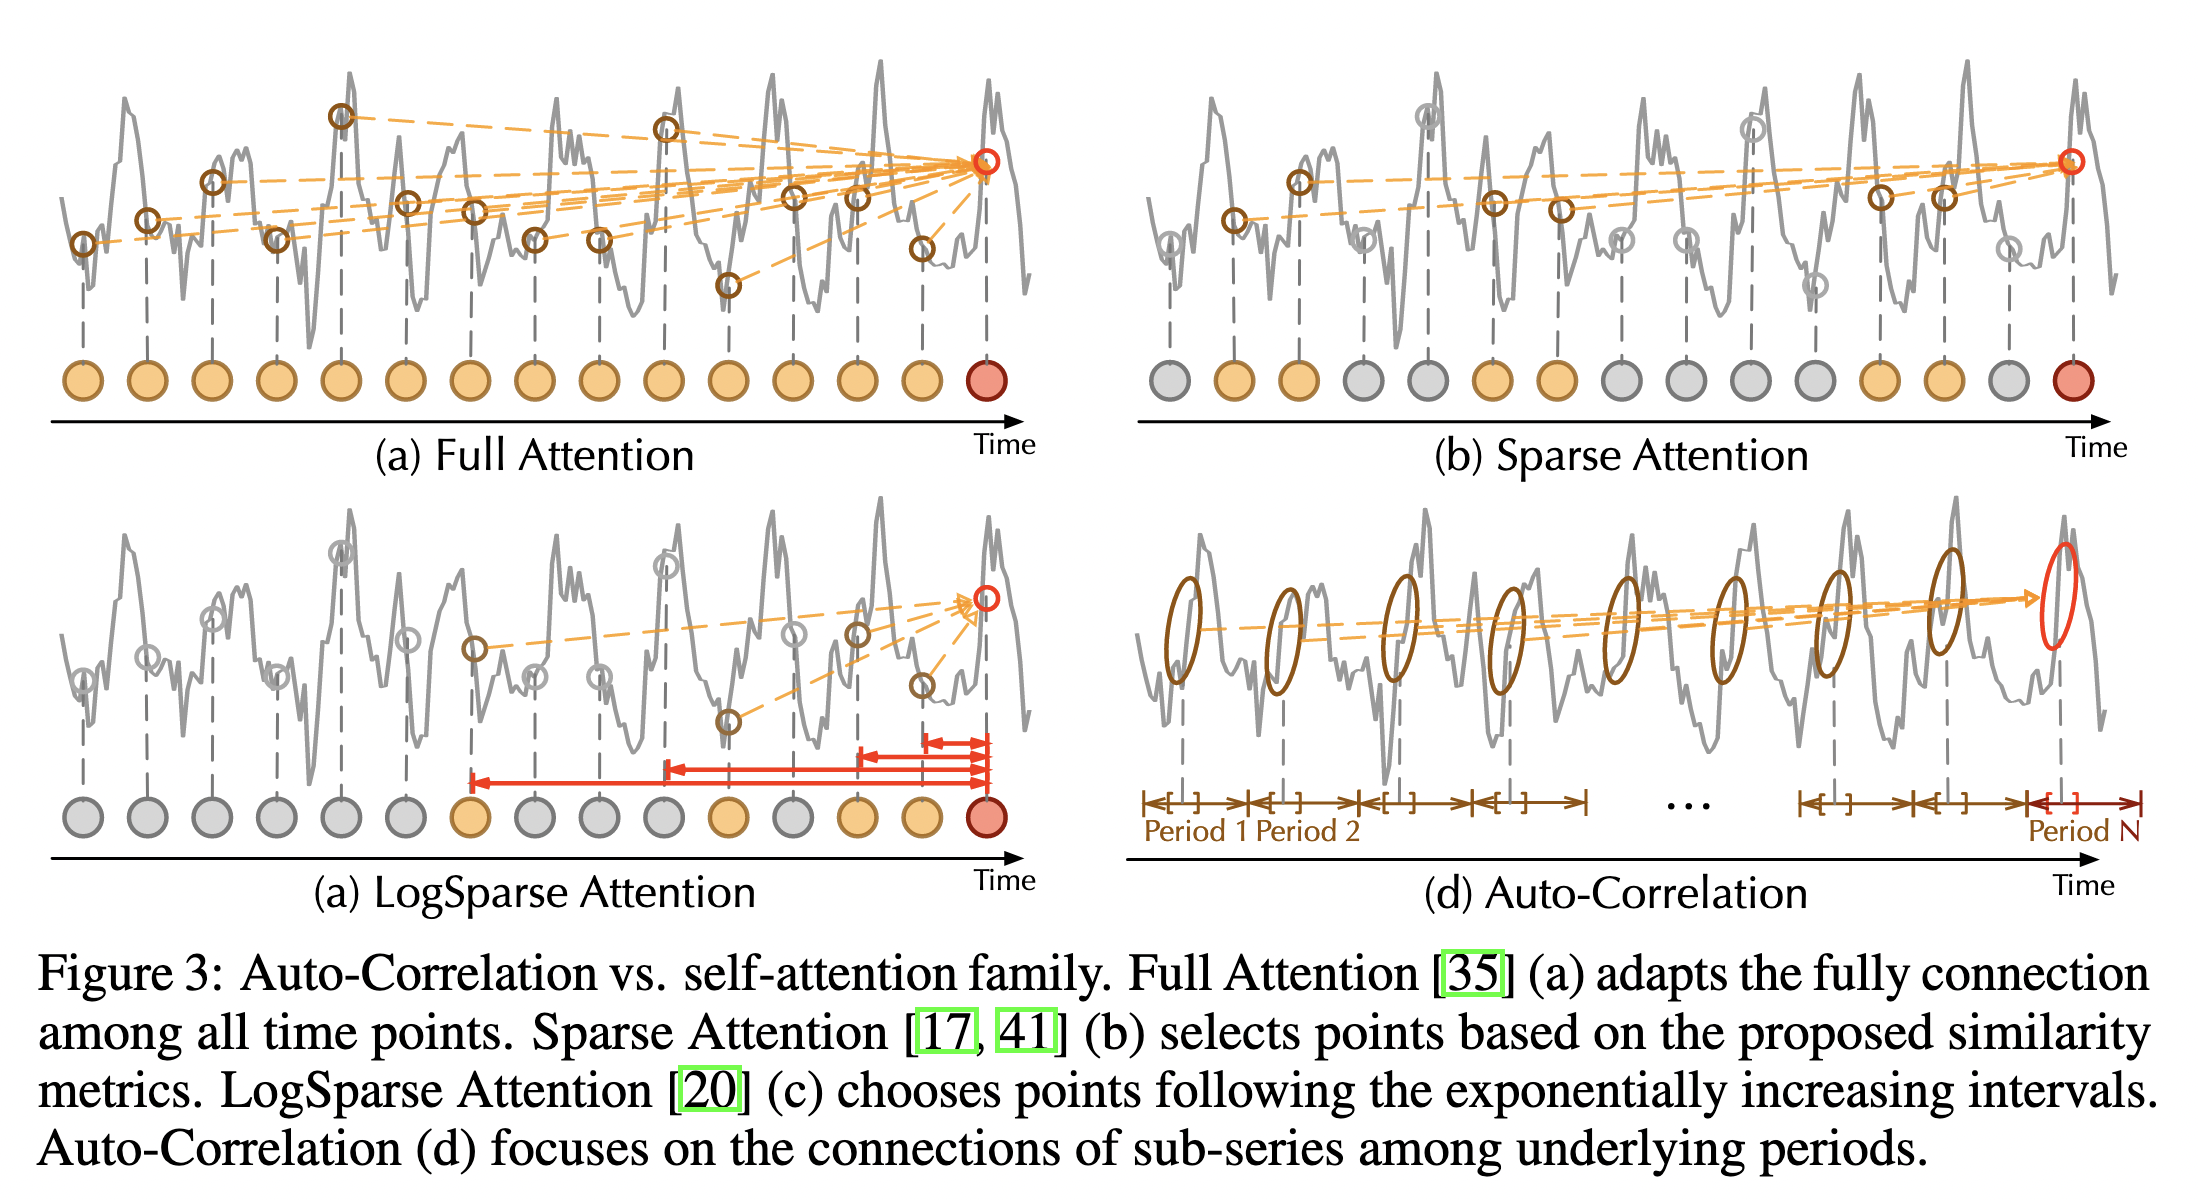 Time
(a) Full Attention
Time
(b) Sparse Attention
Time
(a) LogSparse Attention
Period 1 Period 2 ... Period N
Time
(d) Auto-Correlation
Figure 3: Auto-Correlation vs. self-attention family. Full Attention [35] (a) adapts the fully connection
among all time points. Sparse Attention [17, 41] (b) selects points based on the proposed similarity
metrics. LogSparse Attention [20] (c) chooses points following the exponentially increasing intervals.
Auto-Correlation (d) focuses on the connections of sub-series among underlying periods.